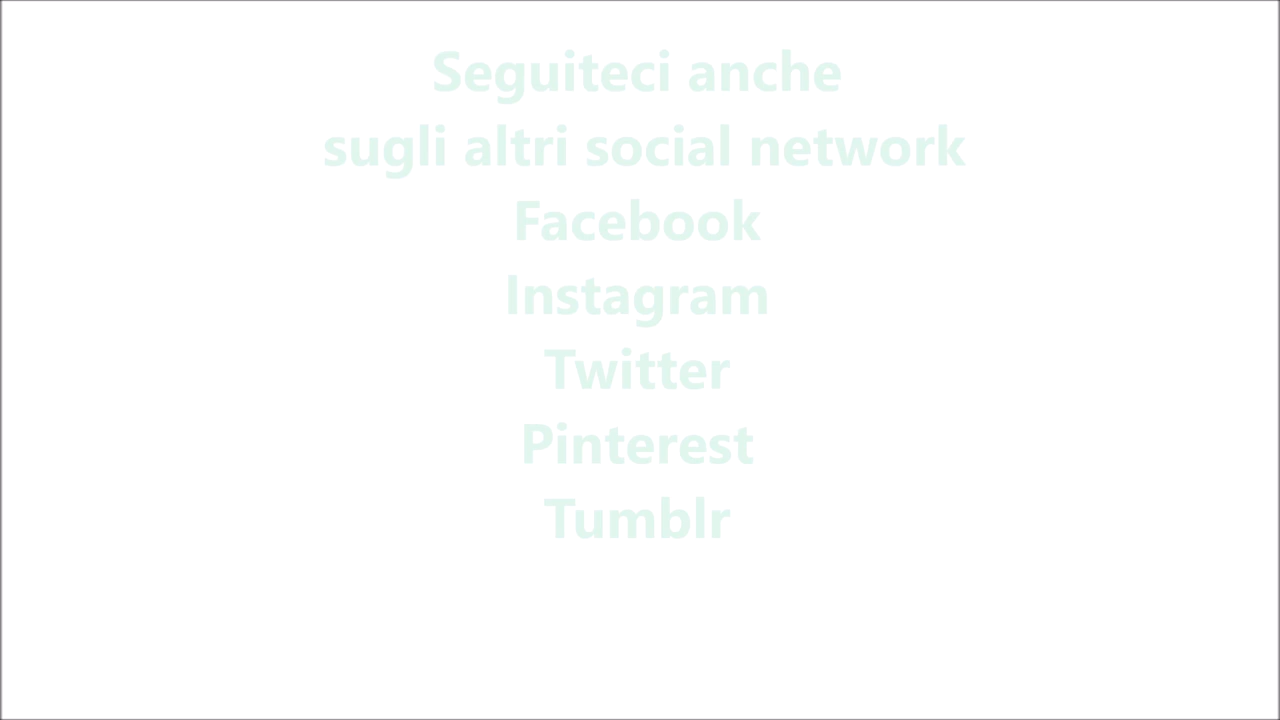 Seguiteci anche
sugli altri social network
Facebook
Instagram
Twitter
Pinterest
Tumblr